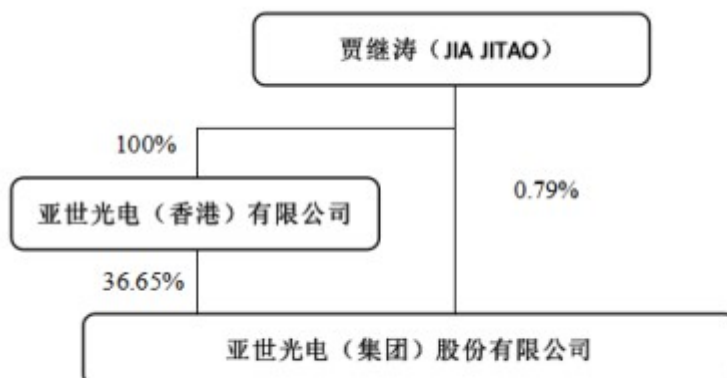 贾继涛（JIA JITAO）
100%
0.79%
亚世光电（香港）有限公司
36.65%
亚世光电（集团）股份有限公司